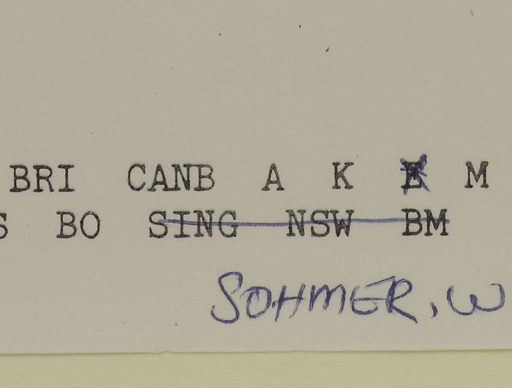 BRI CANB A K E M
S BO SING NSW BM
SOHMER, W